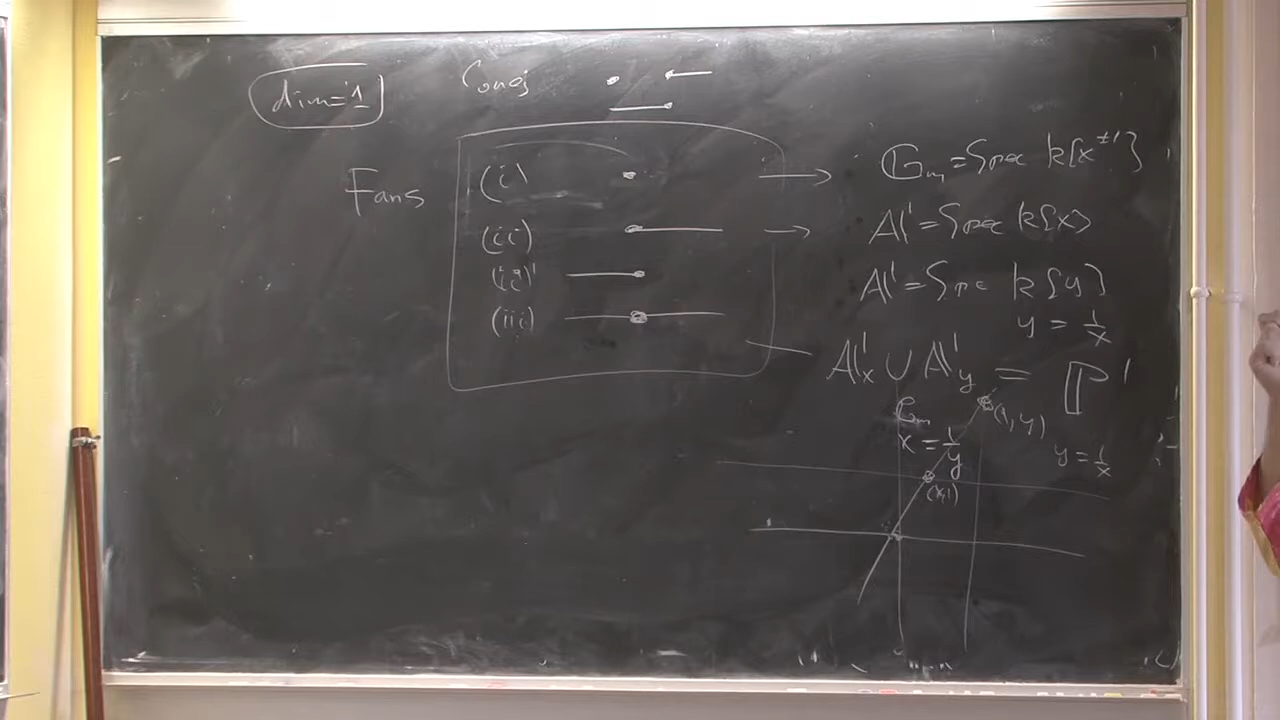 dim = 1
Cones
Fans
(i)
𝔾m = Spec k[x±1]
(ii)
𝔸1 = Spec k[x]
(ii)'
𝔸1 = Spec k[y]
y = 1/x
(iii)
𝔸1x ∪ 𝔸1y = ℙ1
𝔾m
x = 1/y
(1, y)
y = 1/x
(x,1)